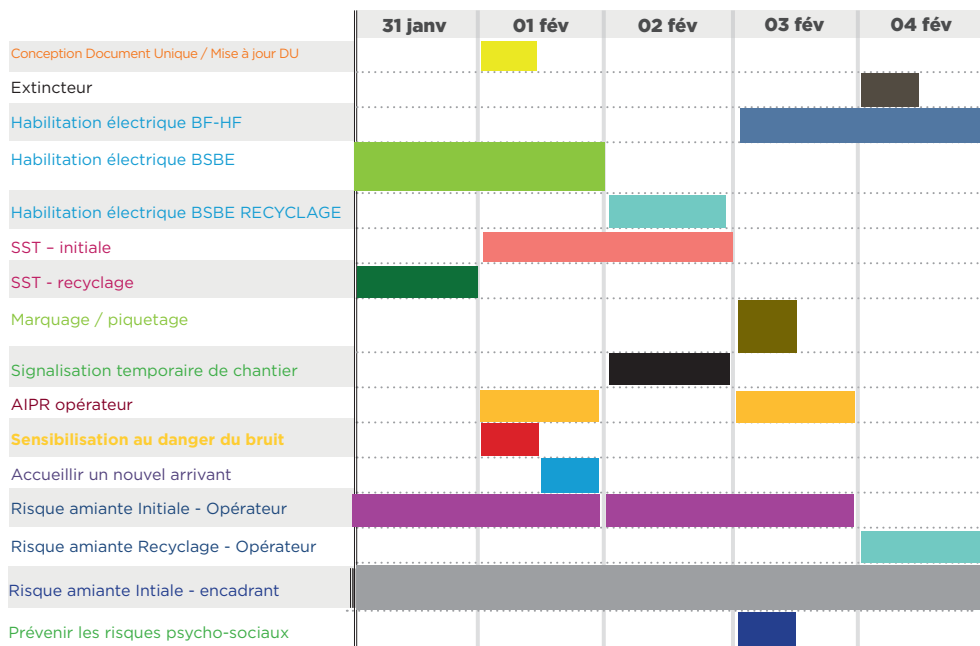 31 janv 01 fév 02 fév 03 fév 04 fév
Conception Document Unique / Mise à jour DU
Extincteur
Habilitation électrique BF-HF
Habilitation électrique BSBE
Habilitation électrique BSBE RECYCLAGE
SST – initiale
SST - recyclage
Marquage / piquetage
Signalisation temporaire de chantier
AIPR opérateur
Sensibilisation au danger du bruit
Accueillir un nouvel arrivant
Risque amiante Initiale - Opérateur
Risque amiante Recyclage - Opérateur
Risque amiante Intiale - encadrant
Prévenir les risques psycho-sociaux